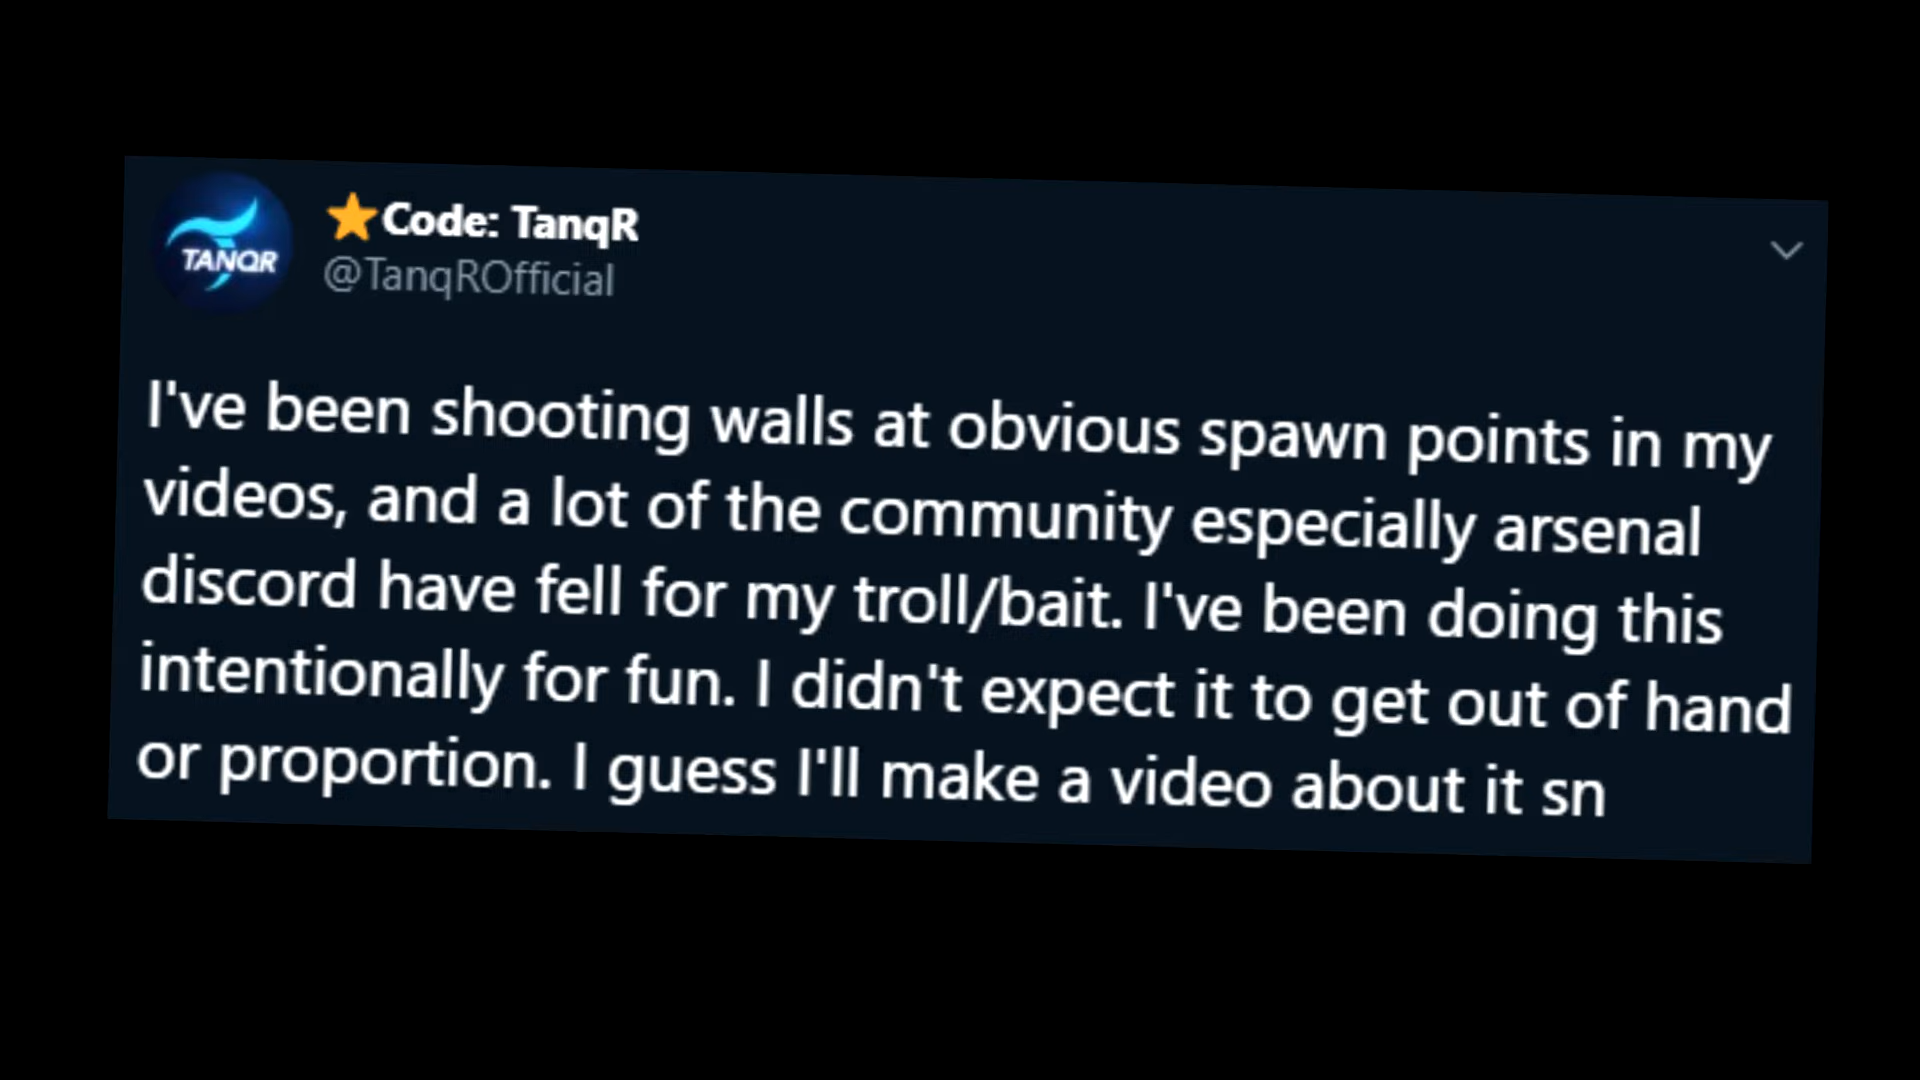 ⭐Code: TanqR
@TanqROfficial
TANQR
I've been shooting walls at obvious spawn points in my
videos, and a lot of the community especially arsenal
discord have fell for my troll/bait. I've been doing this
intentionally for fun. I didn't expect it to get out of hand
or proportion. I guess I'll make a video about it sn